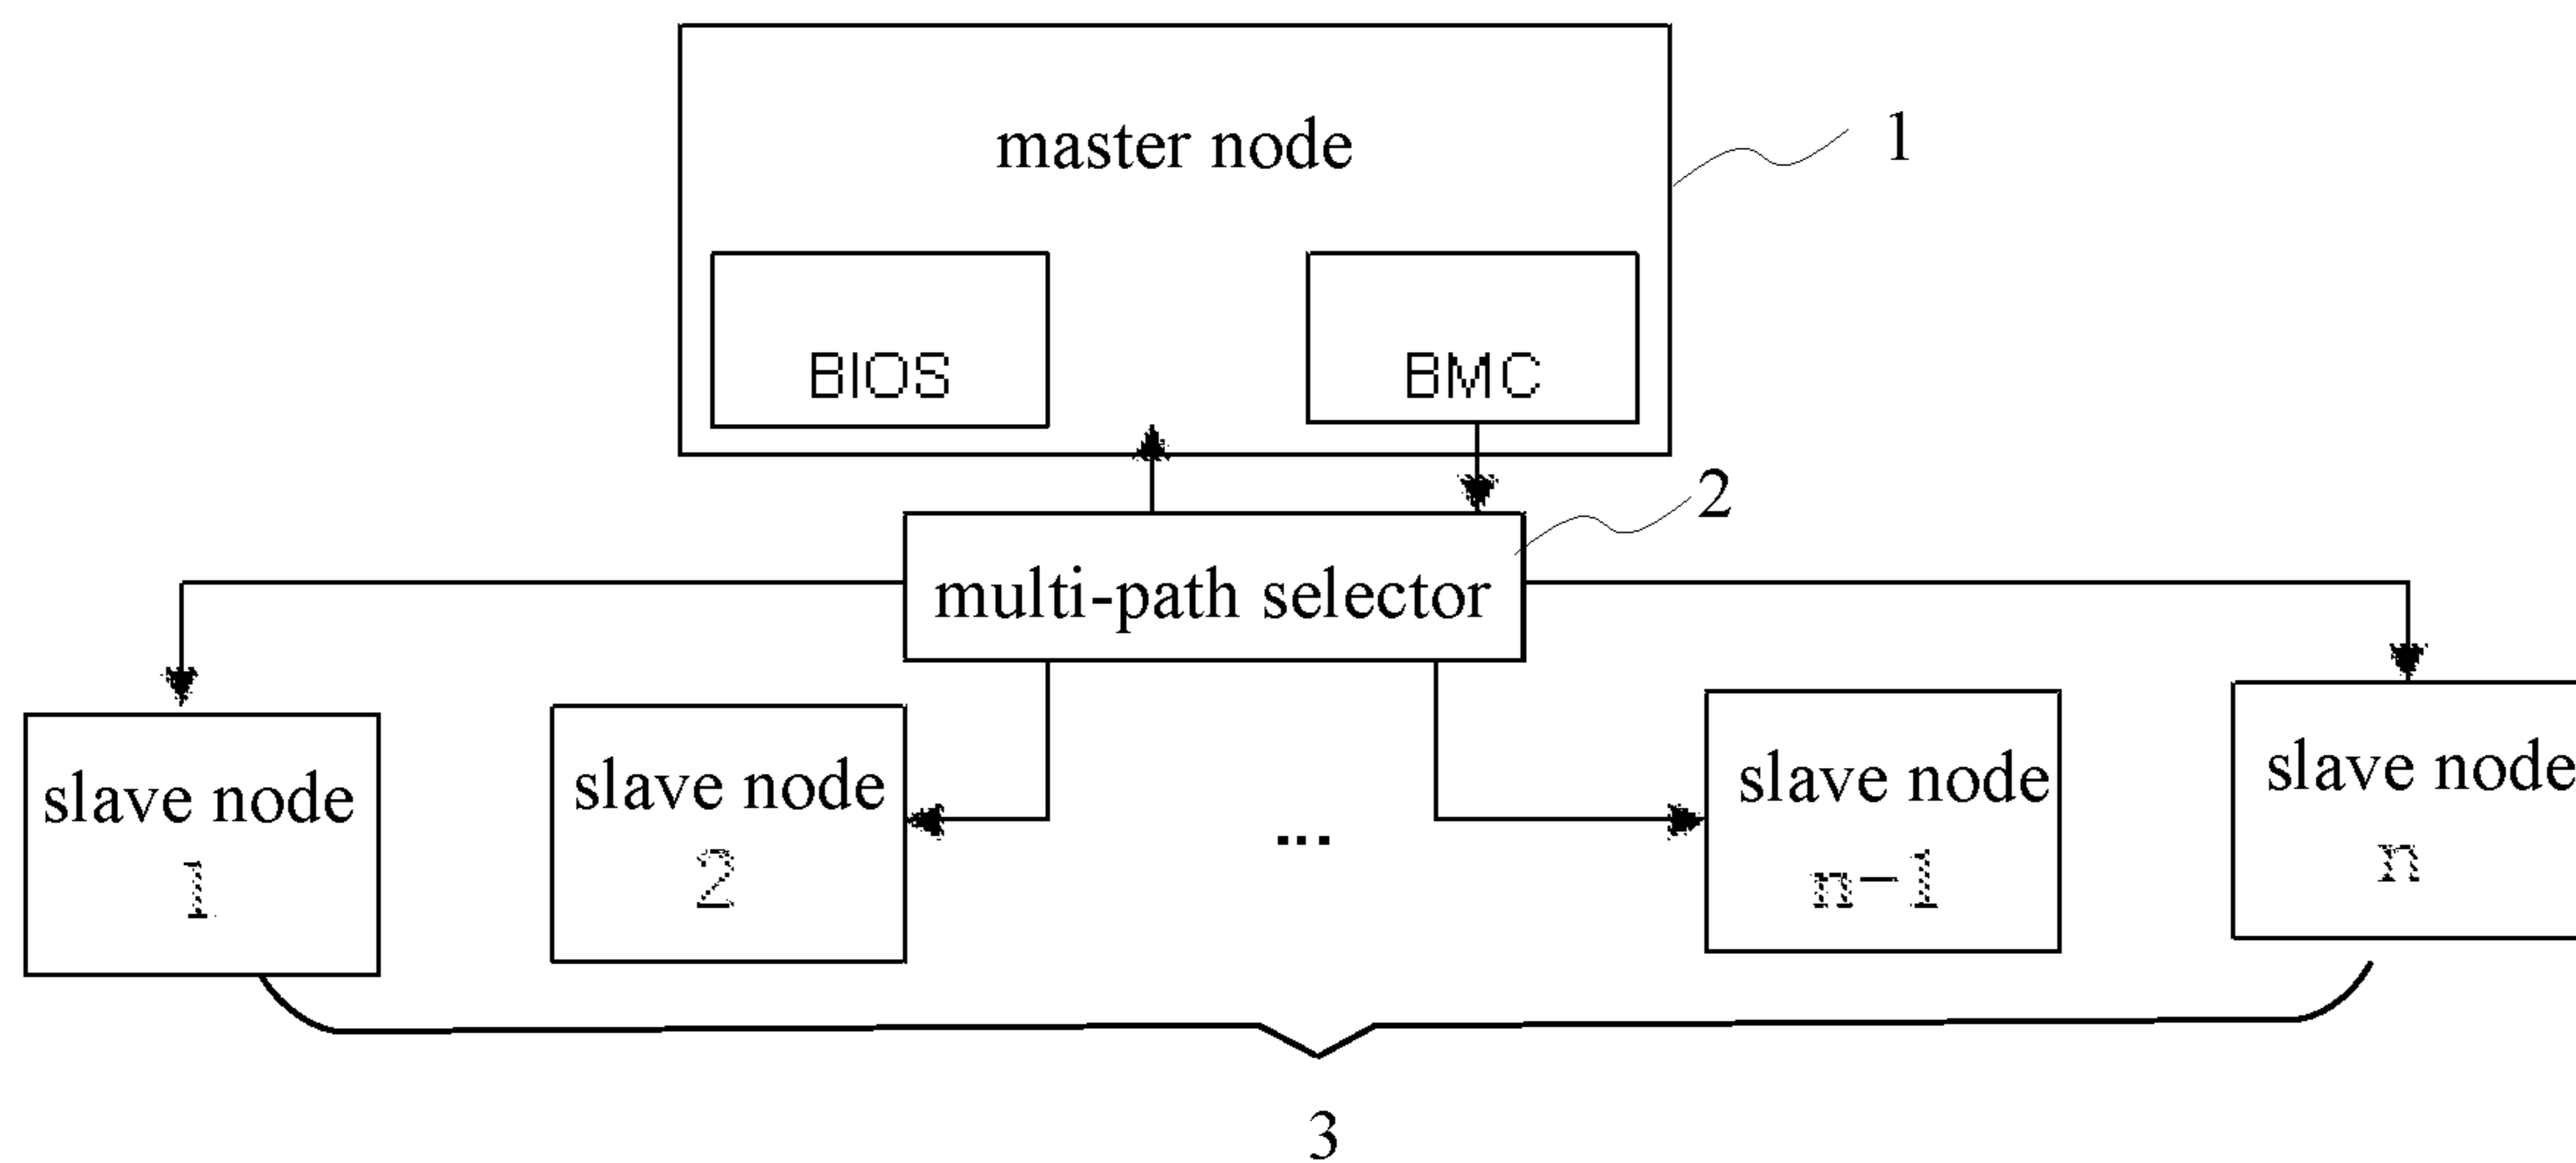 master node
1
BIOS
BMC
2
multi-path selector
slave node
1
slave node
2
...
slave node
n-1
slave node
n
3